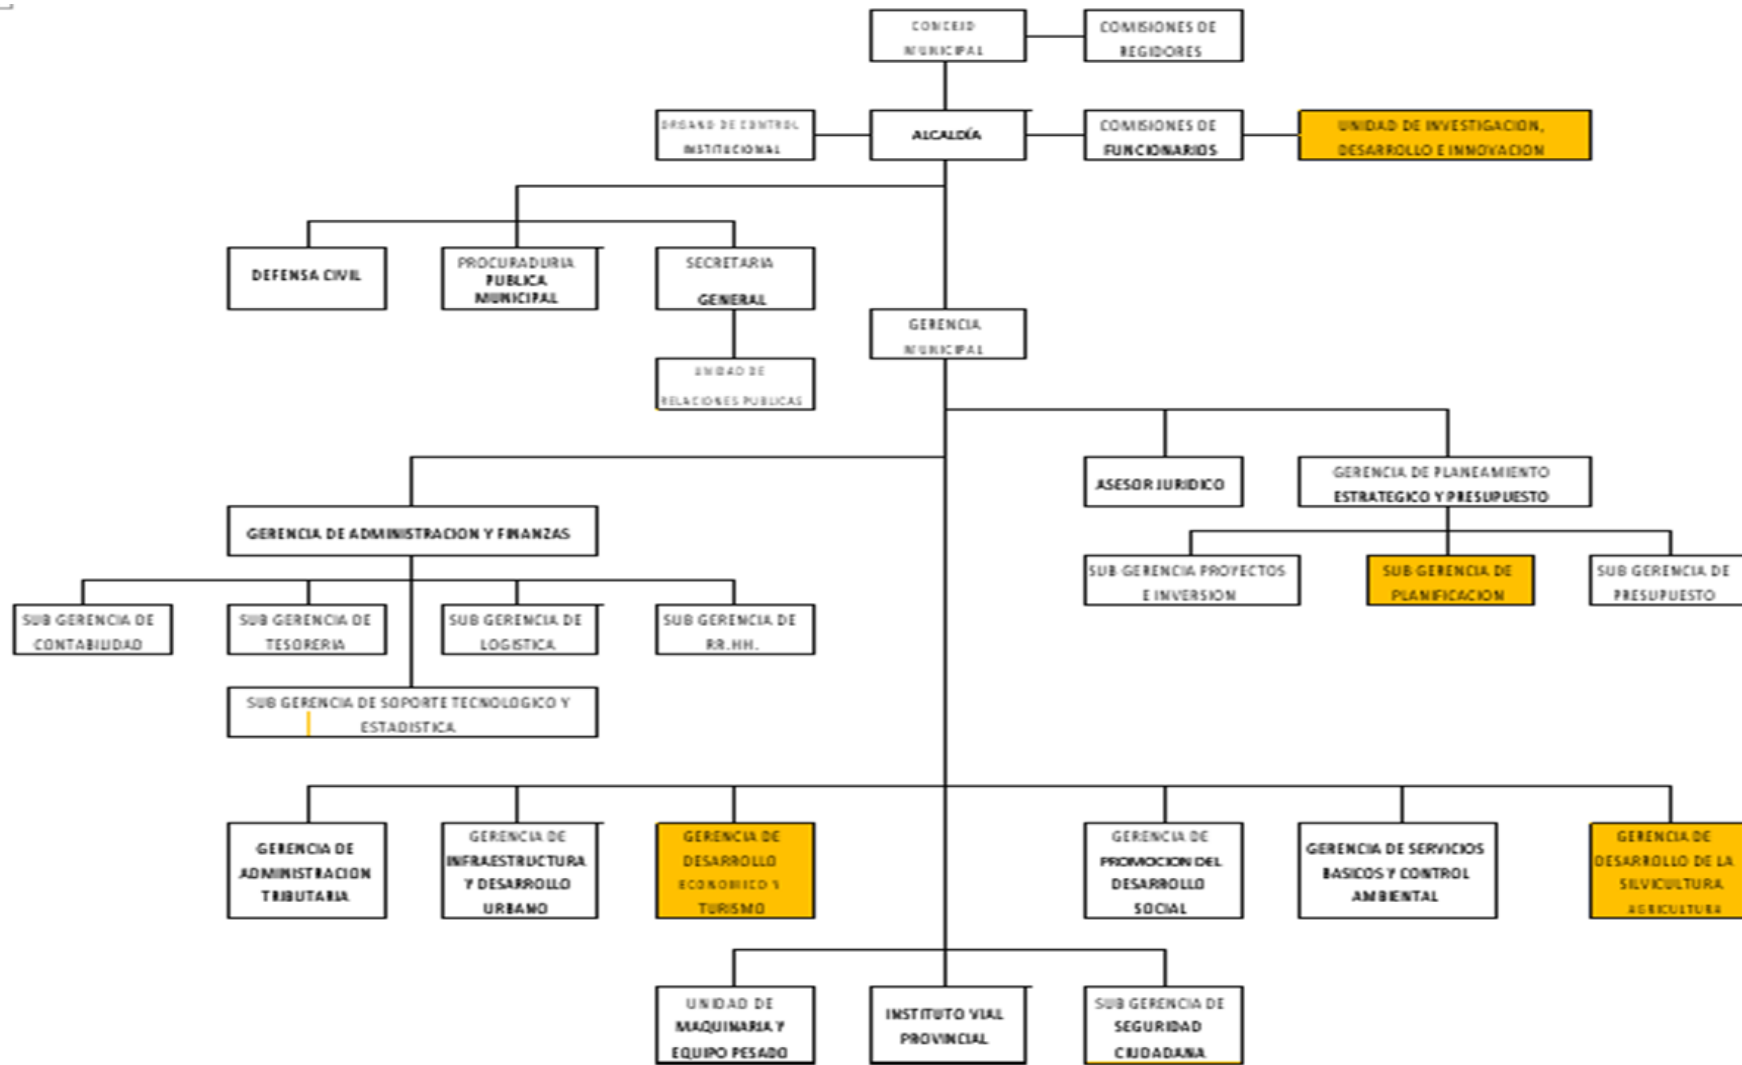 CONCEJO
MUNICIPAL
COMISIONES DE
REGIDORES
ORGANO DE CONTROL
INSTITUCIONAL
ALCALDÍA
COMISIONES DE
FUNCIONARIOS
UNIDAD DE INVESTIGACION,
DESARROLLO E INNOVACION
DEFENSA CIVIL
PROCURADURIA
PUBLICA
MUNICIPAL
SECRETARIA
GENERAL
GERENCIA
MUNICIPAL
UNIDAD DE
RELACIONES PUBLICAS
ASESOR JURIDICO
GERENCIA DE PLANEAMIENTO
ESTRATEGICO Y PRESUPUESTO
GERENCIA DE ADMINISTRACION Y FINANZAS
SUB GERENCIA PROYECTOS
E INVERSION
SUB GERENCIA DE
PLANIFICACION
SUB GERENCIA DE
PRESUPUESTO
SUB GERENCIA DE
CONTABILIDAD
SUB GERENCIA DE
TESORERIA
SUB GERENCIA DE
LOGISTICA
SUB GERENCIA DE
RR.HH.
SUB GERENCIA DE SOPORTE TECNOLOGICO Y
ESTADISTICA
GERENCIA DE
ADMINISTRACION
TRIBUTARIA
GERENCIA DE
INFRAESTRUCTURA
Y DESARROLLO
URBANO
GERENCIA DE
DESARROLLO
ECONOMICO Y
TURISMO
GERENCIA DE
PROMOCION DEL
DESARROLLO
SOCIAL
GERENCIA DE SERVICIOS
BASICOS Y CONTROL
AMBIENTAL
GERENCIA DE
DESARROLLO DE LA
SILVICULTURA
AGRICULTURA
UNIDAD DE
MAQUINARIA Y
EQUIPO PESADO
INSTITUTO VIAL
PROVINCIAL
SUB GERENCIA DE
SEGURIDAD
CIUDADANA